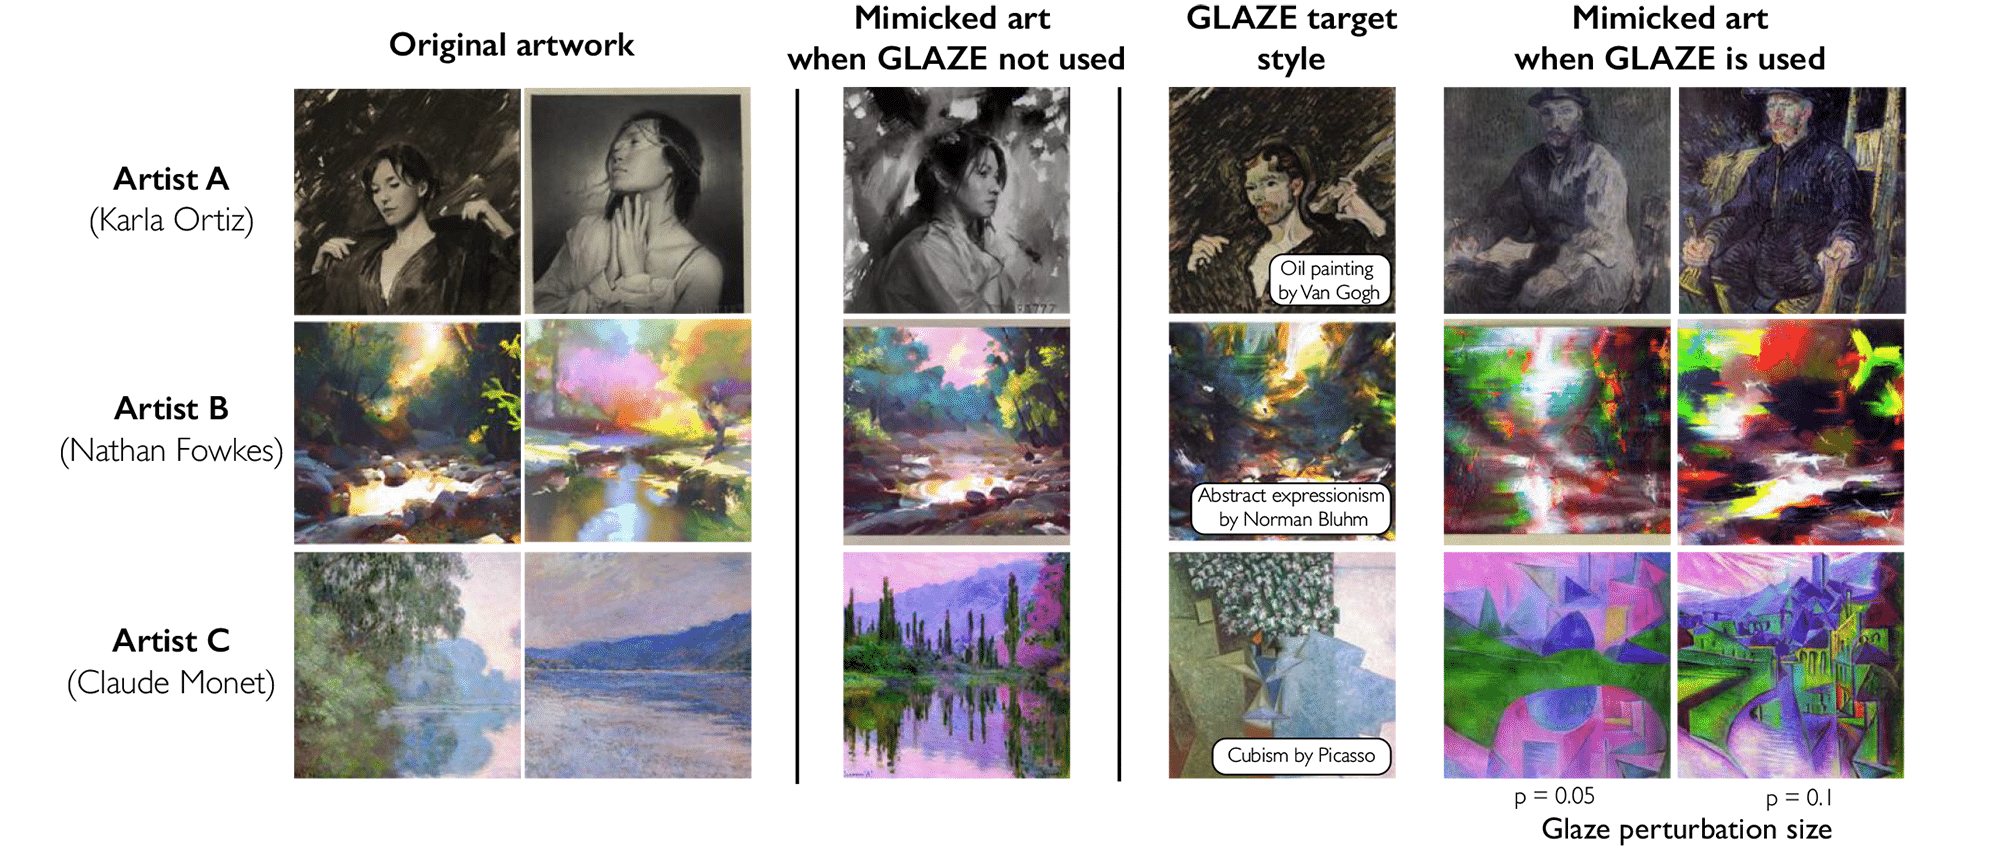 Original artwork
Mimicked art
when GLAZE not used
GLAZE target
style
Mimicked art
when GLAZE is used
Artist A
(Karla Ortiz)
Oil painting
by Van Gogh
Artist B
(Nathan Fowkes)
Abstract expressionism
by Norman Bluhm
Artist C
(Claude Monet)
Cubism by Picasso
p = 0.05
p = 0.1
Glaze perturbation size